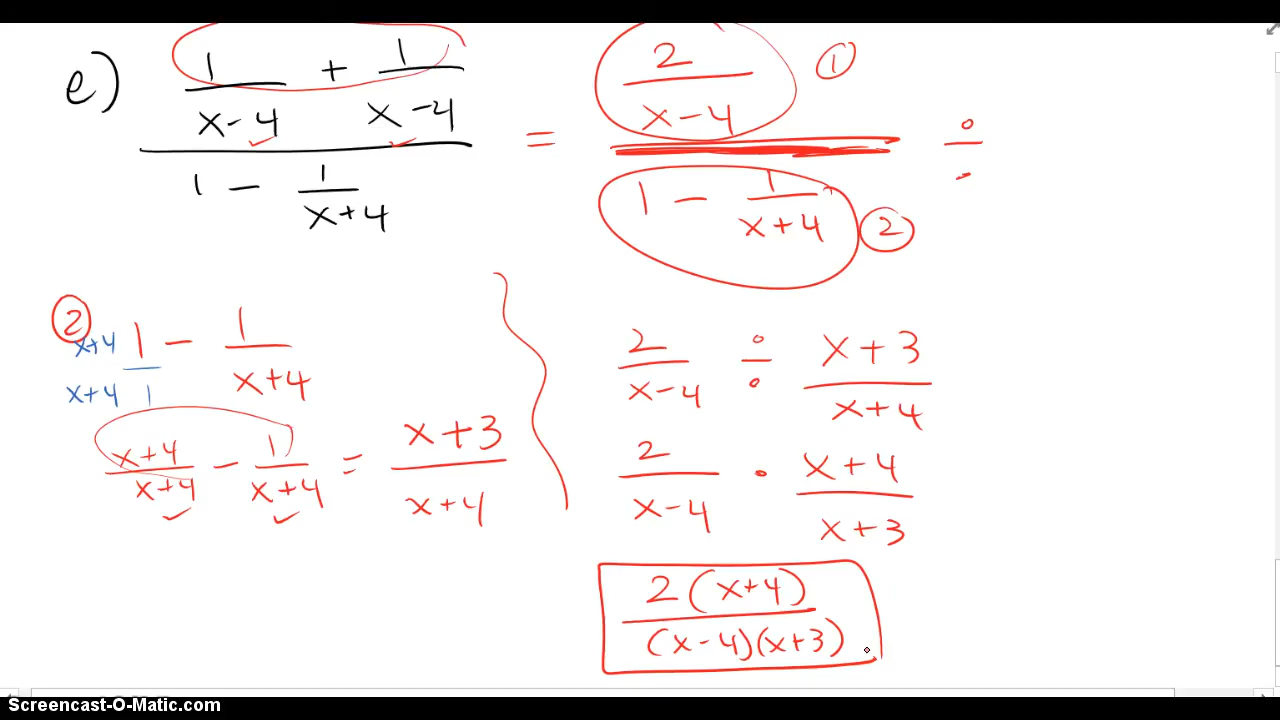 e) 1/(x-4) + 1/(x-4) = 2/(x-4) ① ÷
1 - 1/(x+4) 1 - 1/(x+4) ②
② (x+4)/(x+4) 1/1 - 1/(x+4)
(x+4)/(x+4) - 1/(x+4) = (x+3)/(x+4)
2/(x-4) ÷ (x+3)/(x+4)
2/(x-4) · (x+4)/(x+3)
2(x+4)/(x-4)(x+3)
Screencast-O-Matic.com